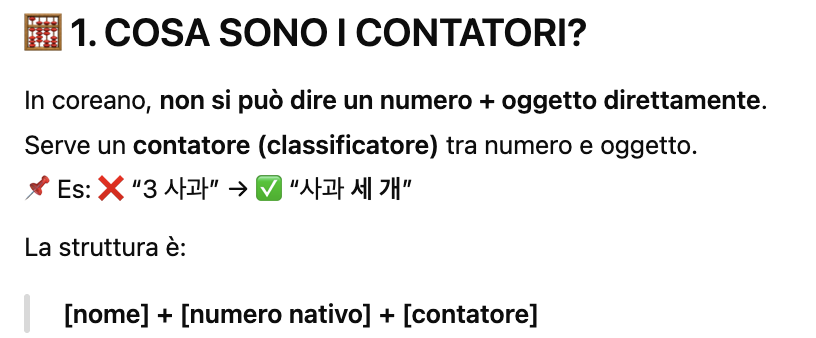 🧮 1. COSA SONO I CONTATORI?
In coreano, non si può dire un numero + oggetto direttamente.
Serve un contatore (classificatore) tra numero e oggetto.
📌 Es: ❌ “3 사과” → ✅ “사과 세 개”
La struttura è:
[nome] + [numero nativo] + [contatore]